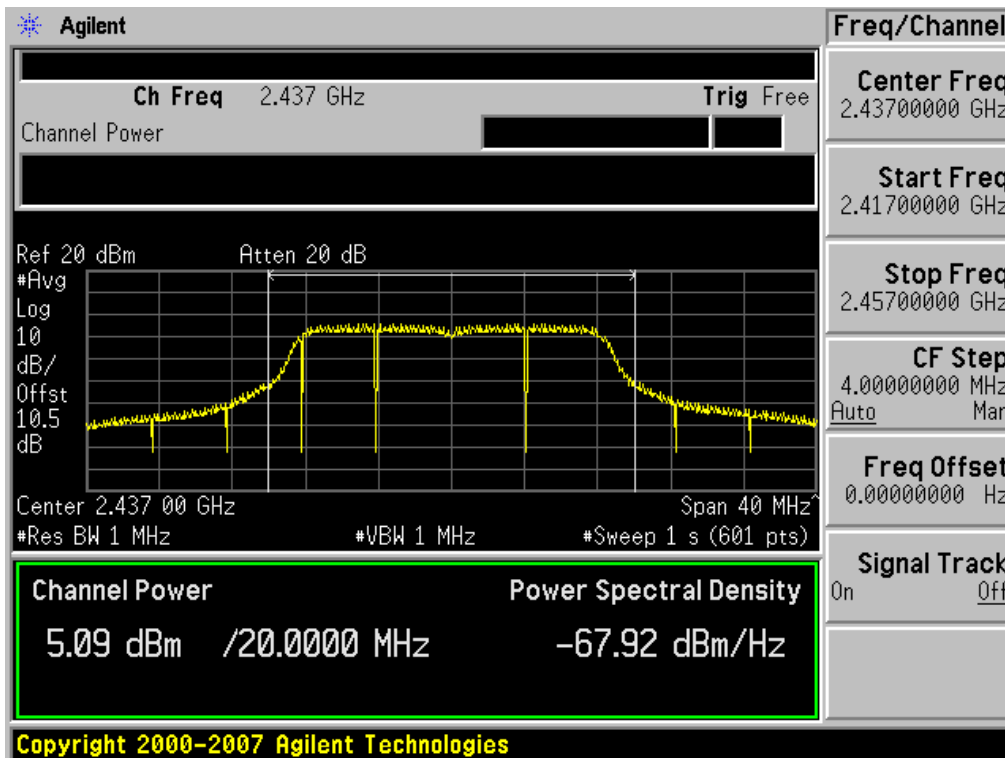 Agilent
Freq/Channel
Ch Freq 2.437 GHz Trig Free
Channel Power
Center Freq
2.43700000 GHz
Start Freq
2.41700000 GHz
Stop Freq
2.45700000 GHz
CF Step
4.00000000 MHz
Auto Man
Freq Offset
0.00000000 Hz
Signal Track
On Off
Ref 20 dBm Atten 20 dB
#Avg
Log
10
dB/
Offst
10.5
dB
Center 2.437 00 GHz Span 40 MHz^
#Res BW 1 MHz #VBW 1 MHz #Sweep 1 s (601 pts)
Channel Power Power Spectral Density
5.09 dBm /20.0000 MHz -67.92 dBm/Hz
Copyright 2000-2007 Agilent Technologies